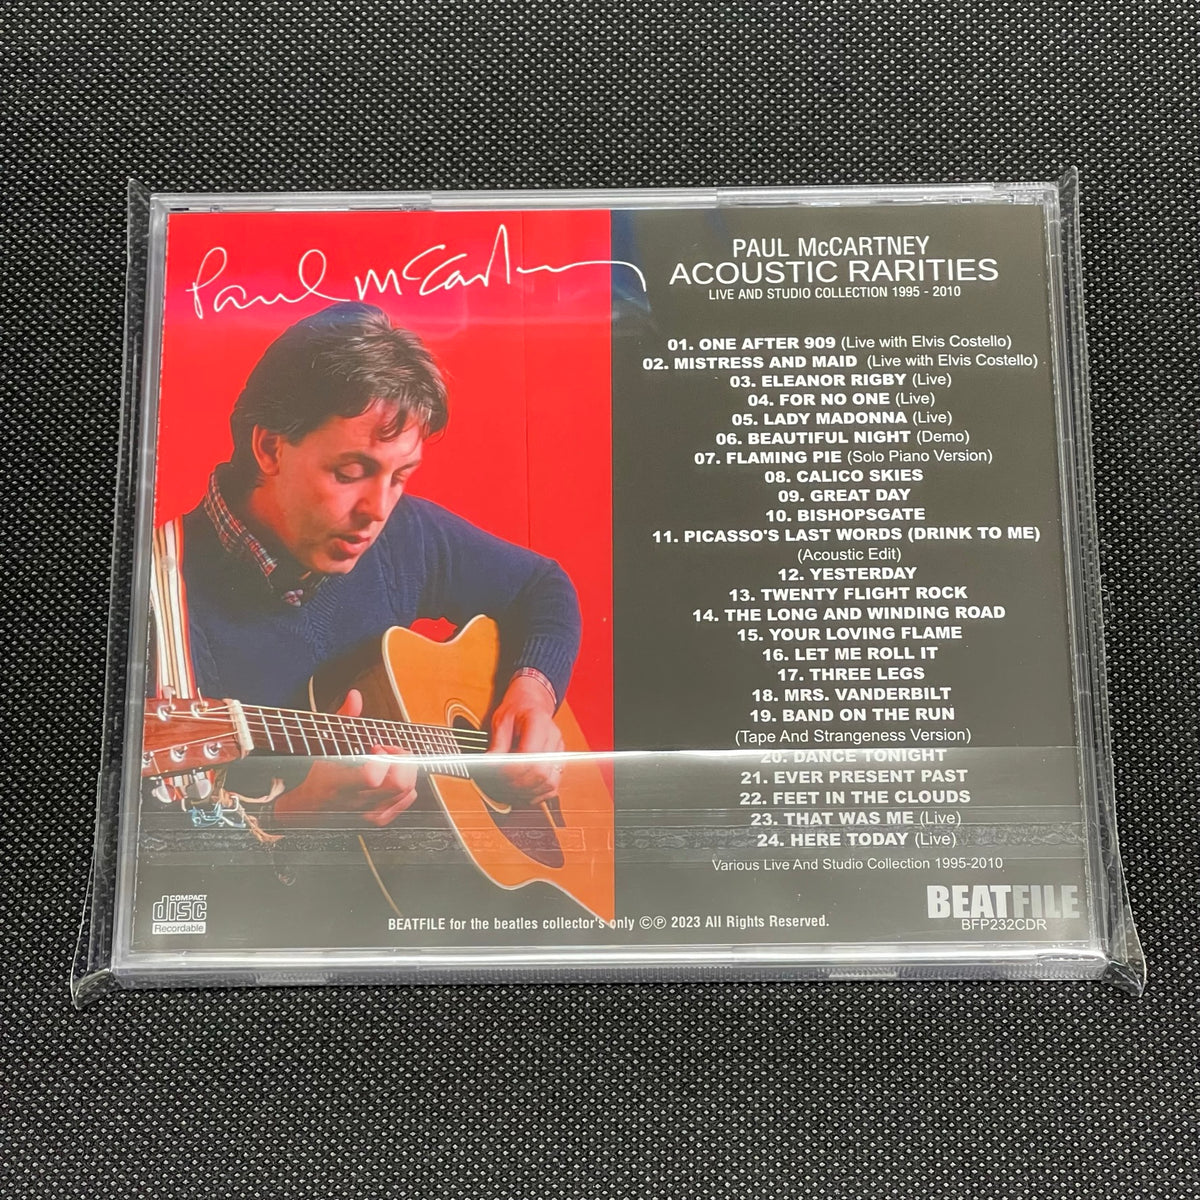 Paul McCartney
PAUL McCARTNEY
ACOUSTIC RARITIES
LIVE AND STUDIO COLLECTION 1995 - 2010
01. ONE AFTER 909 (Live with Elvis Costello)
02. MISTRESS AND MAID (Live with Elvis Costello)
03. ELEANOR RIGBY (Live)
04. FOR NO ONE (Live)
05. LADY MADONNA (Live)
06. BEAUTIFUL NIGHT (Demo)
07. FLAMING PIE (Solo Piano Version)
08. CALICO SKIES
09. GREAT DAY
10. BISHOPSGATE
11. PICASSO'S LAST WORDS (DRINK TO ME)
(Acoustic Edit)
12. YESTERDAY
13. TWENTY FLIGHT ROCK
14. THE LONG AND WINDING ROAD
15. YOUR LOVING FLAME
16. LET ME ROLL IT
17. THREE LEGS
18. MRS. VANDERBILT
19. BAND ON THE RUN
(Tape And Strangeness Version)
20. DANCE TONIGHT
21. EVER PRESENT PAST
22. FEET IN THE CLOUDS
23. THAT WAS ME (Live)
24. HERE TODAY (Live)
Various Live And Studio Collection 1995-2010
COMPACT
disc
Recordable
BEATFILE for the beatles collector's only ©℗ 2023 All Rights Reserved.
BEATFILE
BFP232CDR